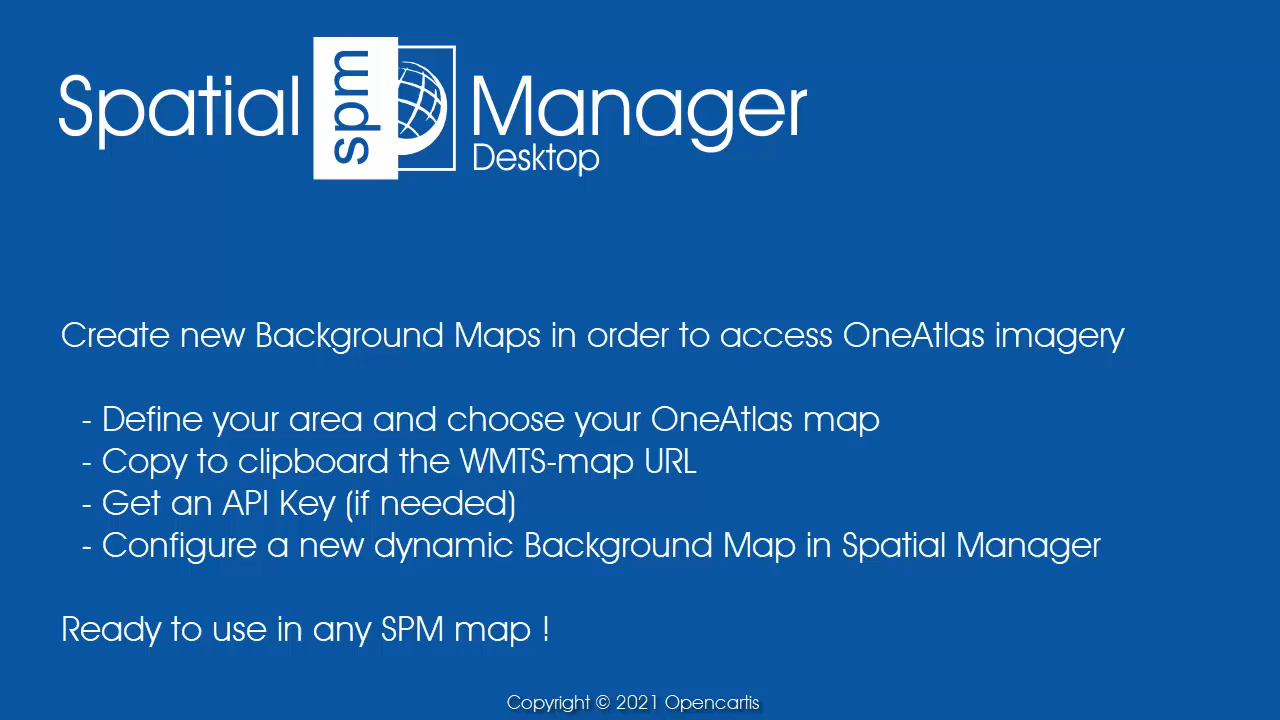 Spatial spm Manager
Desktop
Create new Background Maps in order to access OneAtlas imagery
- Define your area and choose your OneAtlas map
- Copy to clipboard the WMTS-map URL
- Get an API Key (if needed)
- Configure a new dynamic Background Map in Spatial Manager
Ready to use in any SPM map !
Copyright © 2021 Opencartis